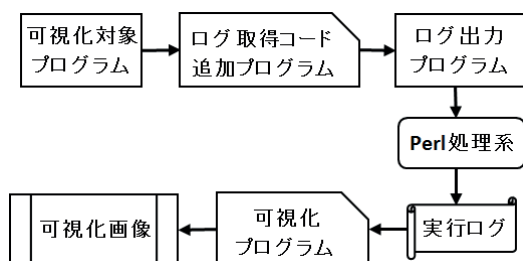 可視化対象
プログラム
ログ取得コード
追加プログラム
ログ出力
プログラム
Perl処理系
実行ログ
可視化
プログラム
可視化画像